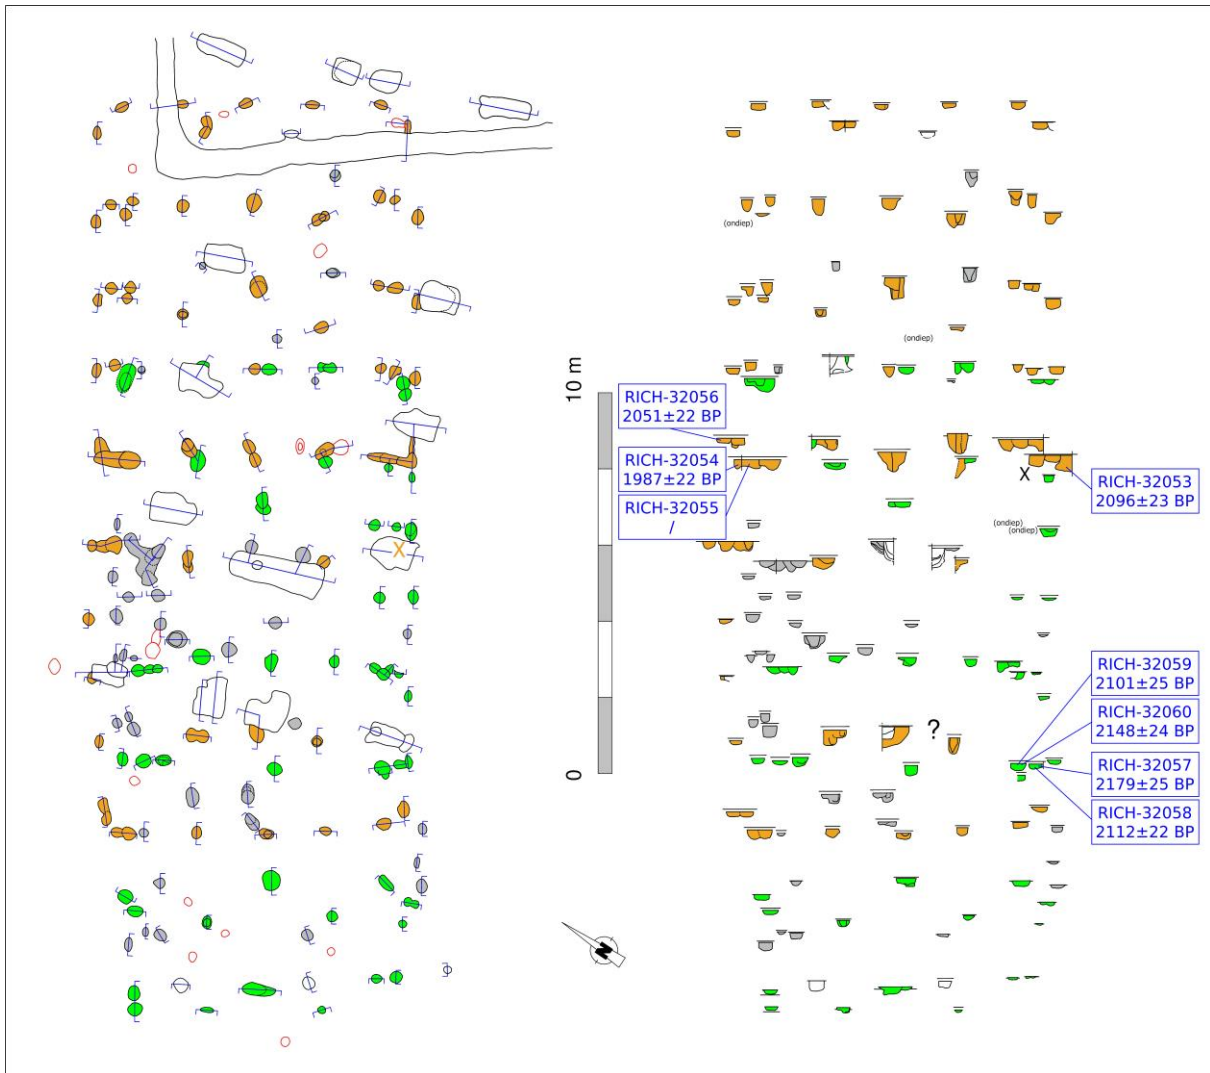 (ondiep)
(ondiep)
10 m
RICH-32056
2051±22 BP
RICH-32054
1987±22 BP
RICH-32055
/
X
RICH-32053
2096±23 BP
(ondiep)
(ondiep)
X
RICH-32059
2101±25 BP
RICH-32060
2148±24 BP
?
RICH-32057
2179±25 BP
0
RICH-32058
2112±22 BP
N